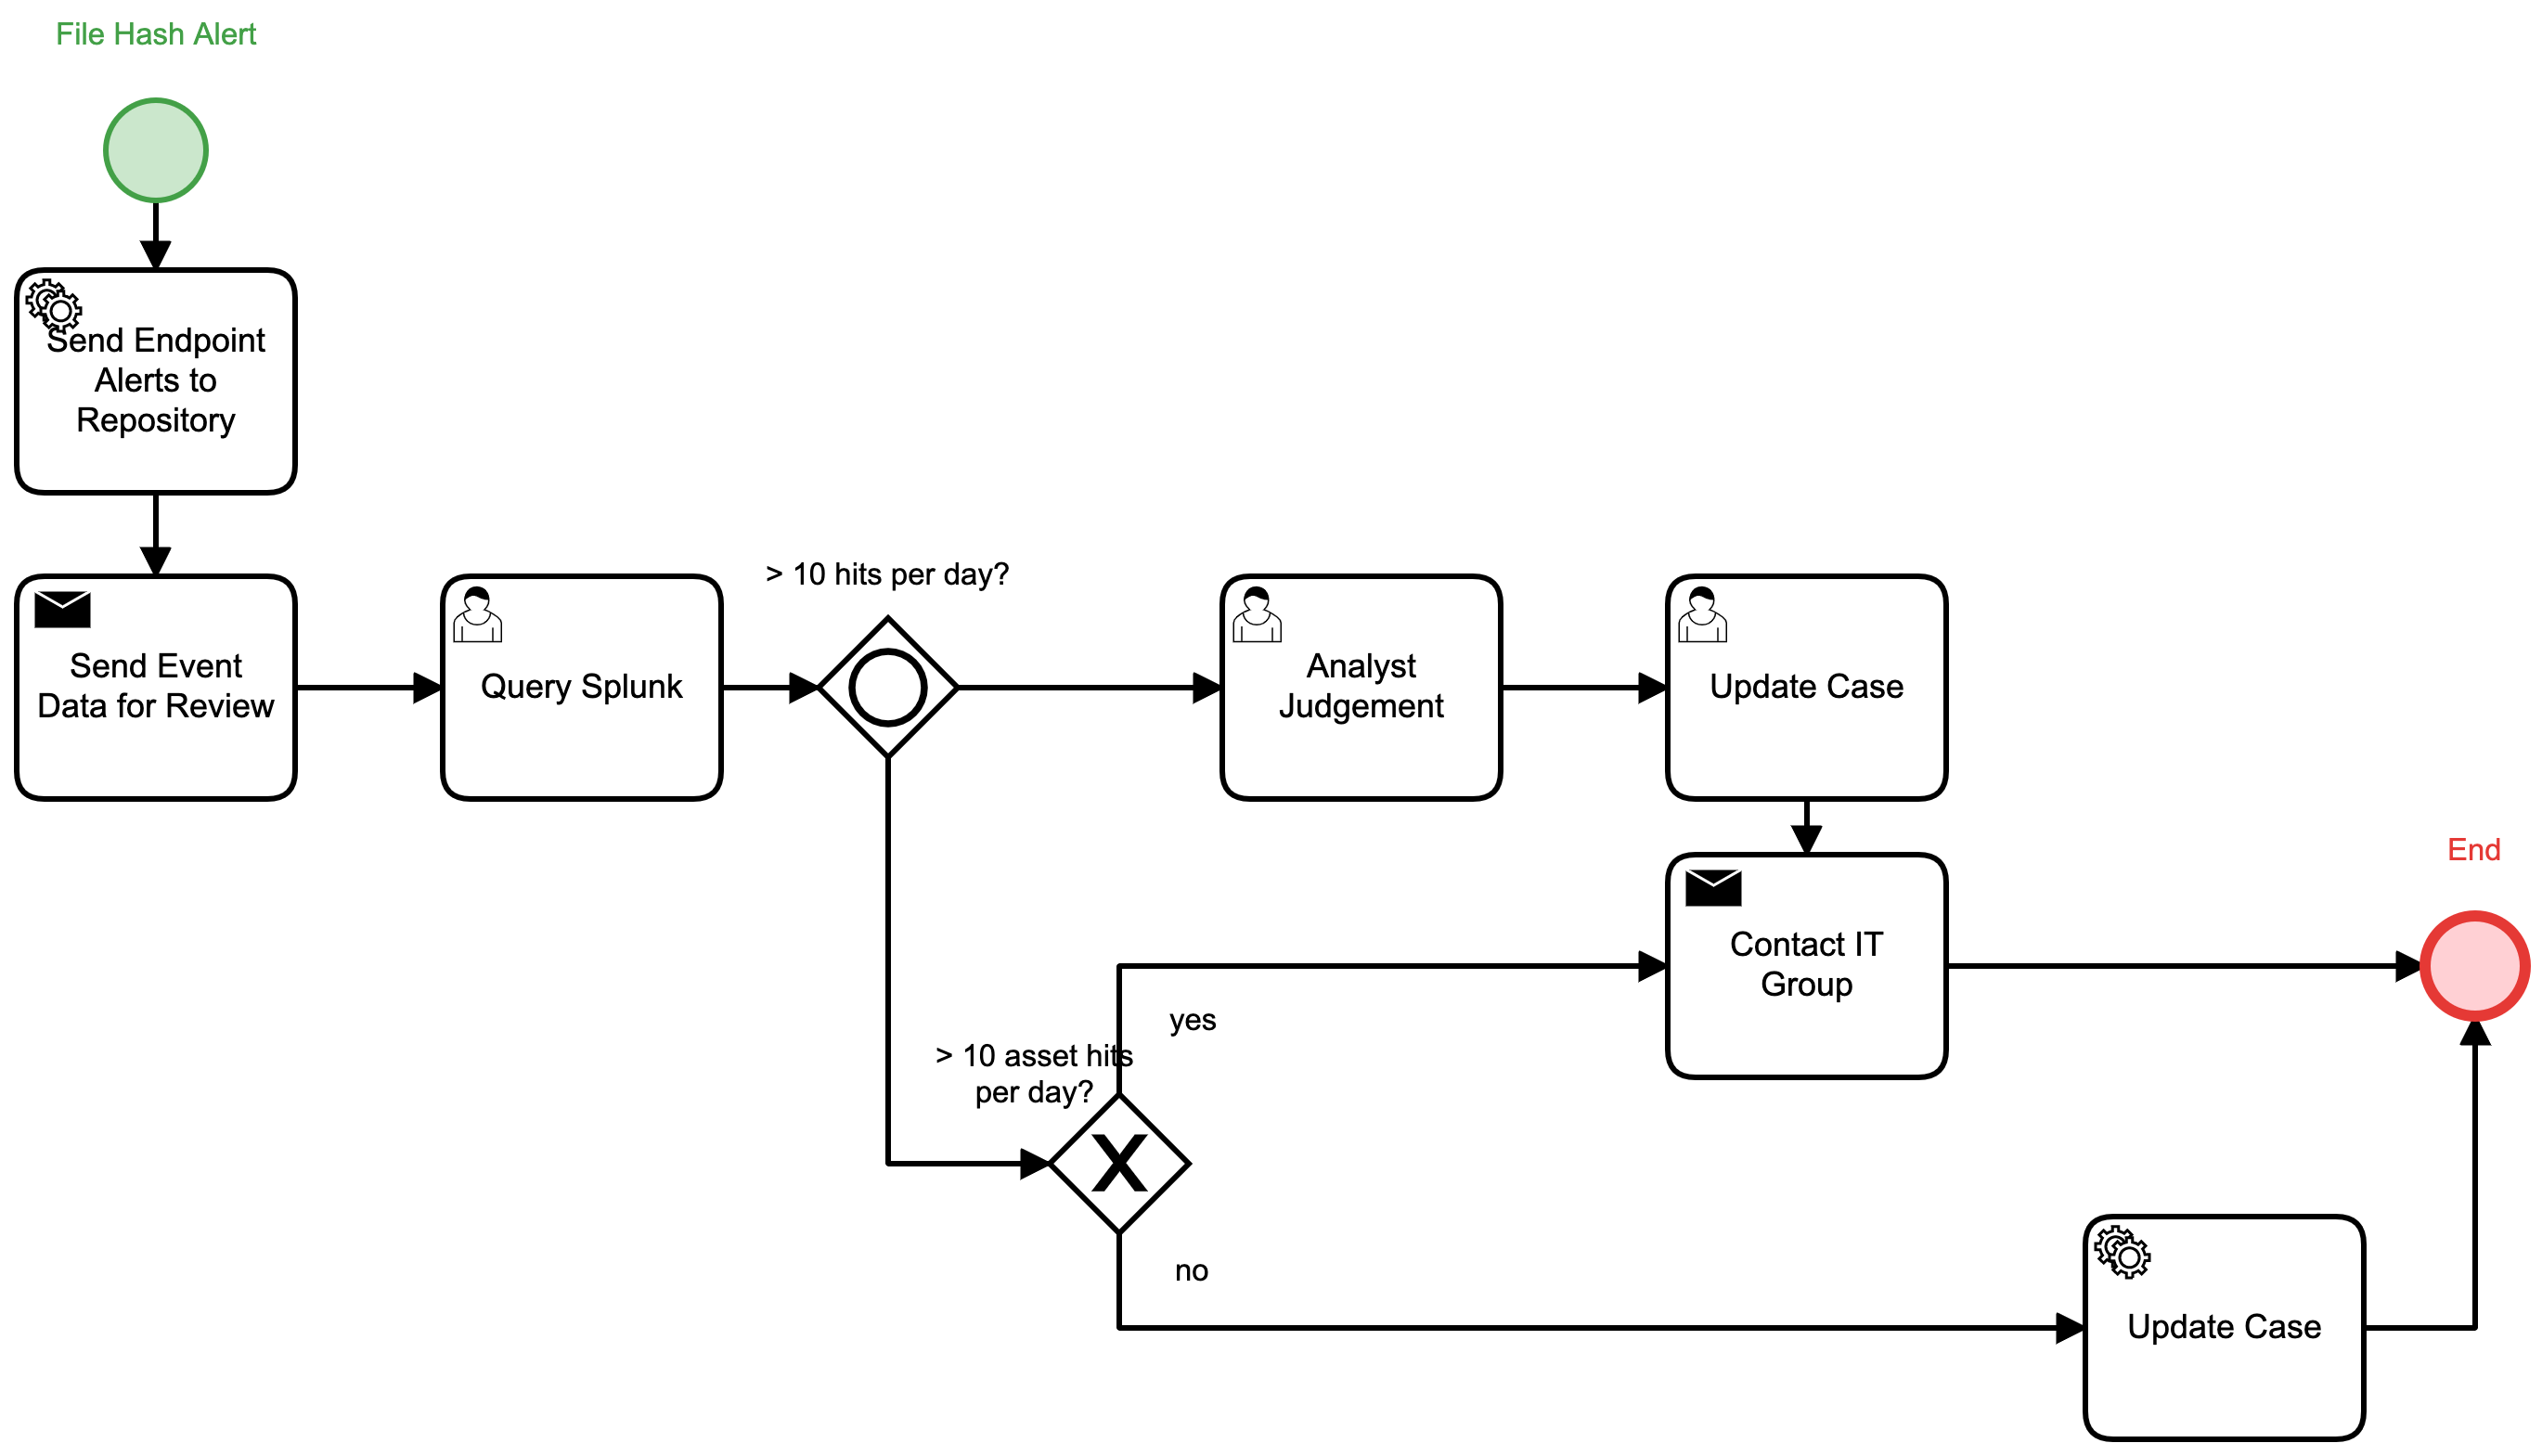 File Hash Alert
Send Endpoint
Alerts to
Repository
Send Event
Data for Review
Query Splunk
> 10 hits per day?
Analyst
Judgement
Update Case
Contact IT
Group
End
yes
> 10 asset hits
per day?
X
no
Update Case